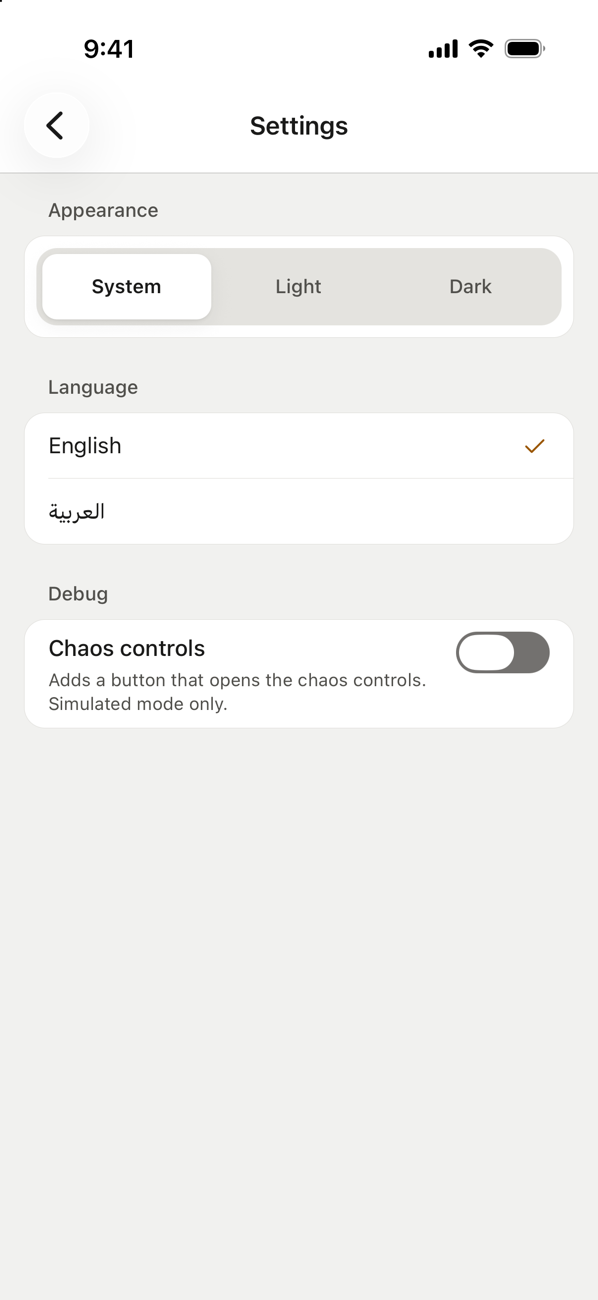 9:41
Settings
Appearance
System
Light
Dark
Language
English
العربية
Debug
Chaos controls
Adds a button that opens the chaos controls.
Simulated mode only.